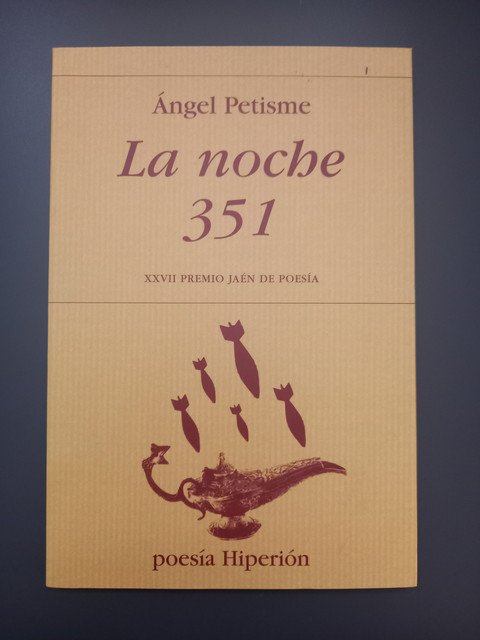 Ángel Petisme
La noche
351
XXVII PREMIO JAÉN DE POESÍA
poesía Hiperión